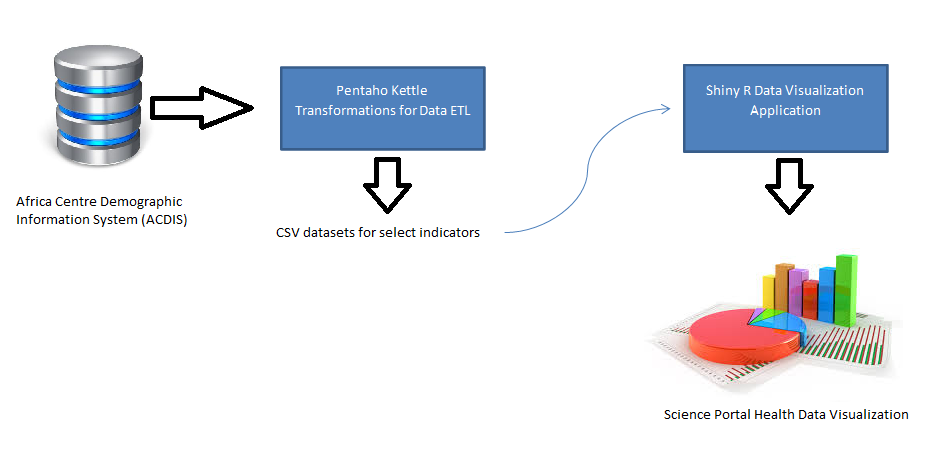 Africa Centre Demographic
Information System (ACDIS)
Pentaho Kettle
Transformations for Data ETL
CSV datasets for select indicators
Shiny R Data Visualization
Application
Science Portal Health Data Visualization